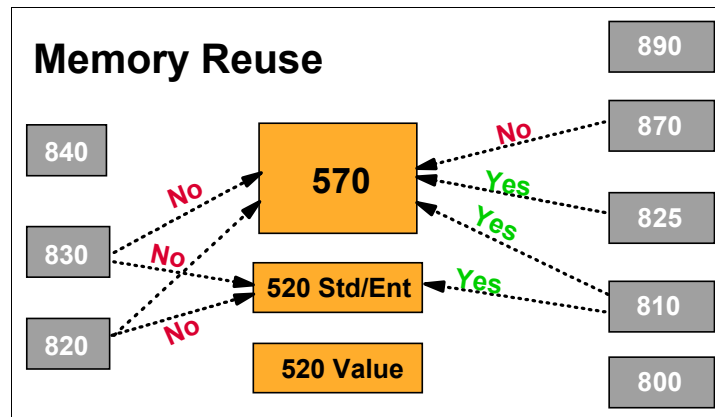 Memory Reuse
890
870
840
No
570
Yes
825
No
Yes
830
No
520 Std/Ent
Yes
810
820
No
520 Value
800